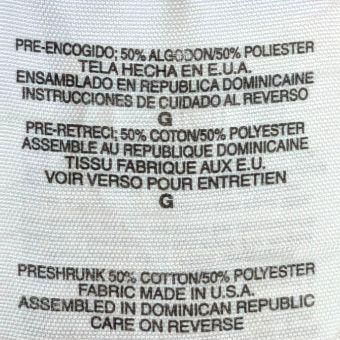 PRE-ENCOGIDO; 50% ALGODON/50% POLIESTER
TELA HECHA EN E.U.A.
ENSAMBLADO EN REPUBLICA DOMINICAINE
INSTRUCCIONES DE CUIDADO AL REVERSO
G
PRE-RETRECI; 50% COTON/50% POLYESTER
ASSEMBLE AU REPUBLIQUE DOMINICAINE
TISSU FABRIQUE AUX E.U.
VOIR VERSO POUR ENTRETIEN
G
PRESHRUNK 50% COTTON/50% POLYESTER
FABRIC MADE IN U.S.A.
ASSEMBLED IN DOMINICAN REPUBLIC
CARE ON REVERSE